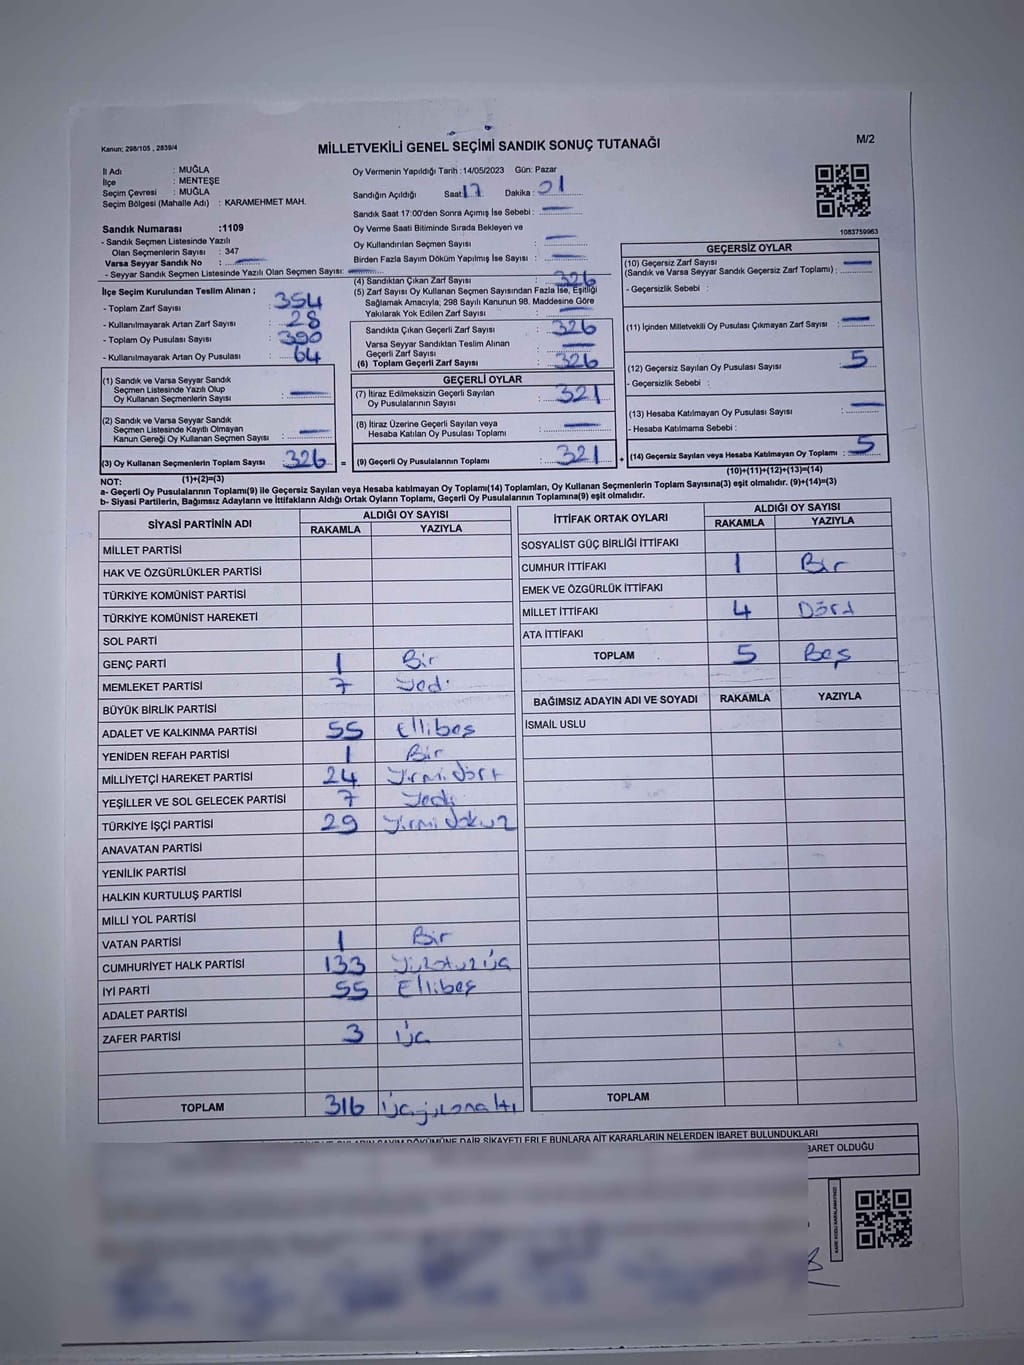 Kanun; 298/105 , 2839/4
MİLLETVEKİLİ GENEL SEÇİMİ SANDIK SONUÇ TUTANAĞI
M/2
İl Adı : MUĞLA
İlçe : MENTEŞE
Seçim Çevresi : MUĞLA
Seçim Bölgesi (Mahalle Adı) : KARAMEHMET MAH.
Sandık Numarası :1109
- Sandık Seçmen Listesinde Yazılı
Olan Seçmenlerin Sayısı : 347
Varsa Seyyar Sandık No :
- Seyyar Sandık Seçmen Listesinde Yazılı Olan Seçmen Sayısı:
İlçe Seçim Kurulundan Teslim Alınan ;
- Toplam Zarf Sayısı : 354
- Kullanılmayarak Artan Zarf Sayısı : 28
- Toplam Oy Pusulası Sayısı : 390
- Kullanılmayarak Artan Oy Pusulası : 64
(1) Sandık ve Varsa Seyyar Sandık
Seçmen Listesinde Yazılı Olup
Oy Kullanan Seçmenlerin Sayısı :
(2) Sandık ve Varsa Seyyar Sandık
Seçmen Listesinde Kayıtlı Olmayan
Kanun Gereği Oy Kullanan Seçmen Sayısı :
(3) Oy Kullanan Seçmenlerin Toplam Sayısı : 326 =
(1)+(2)=(3)
Oy Vermenin Yapıldığı Tarih :14/05/2023 Gün: Pazar
Sandığın Açıldığı Saat: 17 Dakika : 01
Sandık Saat 17:00'den Sonra Açımış İse Sebebi :
Oy Verme Saati Bitiminde Sırada Bekleyen ve
Oy Kullandırılan Seçmen Sayısı :
Birden Fazla Sayım Döküm Yapılmış İse Sayısı :
(4) Sandıktan Çıkan Zarf Sayısı : 326
(5) Zarf Sayısı Oy Kullanan Seçmen Sayısından Fazla İse, Eşitliği
Sağlamak Amacıyla; 298 Sayılı Kanunun 98. Maddesine Göre
Yakılarak Yok Edilen Zarf Sayısı :
Sandıkta Çıkan Geçerli Zarf Sayısı : 326
Varsa Seyyar Sandıktan Teslim Alınan
Geçerli Zarf Sayısı :
(6) Toplam Geçerli Zarf Sayısı : 326
GEÇERLİ OYLAR
(7) İtiraz Edilmeksizin Geçerli Sayılan
Oy Pusulalarının Sayısı : 321
(8) İtiraz Üzerine Geçerli Sayılan veya
Hesaba Katılan Oy Pusulası Toplamı :
(9) Geçerli Oy Pusulalarının Toplamı : 321 +
1083759963
GEÇERSİZ OYLAR
(10) Geçersiz Zarf Sayısı
(Sandık ve Varsa Seyyar Sandık Geçersiz Zarf Toplamı) :
- Geçersizlik Sebebi :
(11) İçinden Milletvekili Oy Pusulası Çıkmayan Zarf Sayısı :
(12) Geçersiz Sayılan Oy Pusulası Sayısı : 5
- Geçersizlik Sebebi :
(13) Hesaba Katılmayan Oy Pusulası Sayısı :
- Hesaba Katılmama Sebebi :
(14) Geçersiz Sayılan veya Hesaba Katılmayan Oy Toplamı : 5
(10)+(11)+(12)+(13)=(14)
NOT:
a- Geçerli Oy Pusulalarının Toplamı(9) ile Geçersiz Sayılan veya Hesaba Katılmayan Oy Toplamı(14) Toplamları, Oy Kullanan Seçmenlerin Toplam Sayısına(3) eşit olmalıdır. (9)+(14)=(3)
b- Siyasi Partilerin, Bağımsız Adayların ve İttifakların Aldığı Ortak Oyların Toplamı, Geçerli Oy Pusulalarının Toplamına(9) eşit olmalıdır.
SİYASİ PARTİNİN ADI ALDIĞI OY SAYISI
RAKAMLA YAZIYLA
MİLLET PARTİSİ
HAK VE ÖZGÜRLÜKLER PARTİSİ
TÜRKİYE KOMÜNİST PARTİSİ
TÜRKİYE KOMÜNİST HAREKETİ
SOL PARTİ
GENÇ PARTİ 1 Bir
MEMLEKET PARTİSİ 7 Yedi
BÜYÜK BİRLİK PARTİSİ
ADALET VE KALKINMA PARTİSİ 55 Ellibeş
YENİDEN REFAH PARTİSİ 1 Bir
MİLLİYETÇİ HAREKET PARTİSİ 24 Yirmi dört
YEŞİLLER VE SOL GELECEK PARTİSİ 7 Yedi
TÜRKİYE İŞÇİ PARTİSİ 29 Yirmi dokuz
ANAVATAN PARTİSİ
YENİLİK PARTİSİ
HALKIN KURTULUŞ PARTİSİ
MİLLİ YOL PARTİSİ
VATAN PARTİSİ 1 Bir
CUMHURİYET HALK PARTİSİ 133 Yüzotuzüç
İYİ PARTİ 55 Ellibeş
ADALET PARTİSİ
ZAFER PARTİSİ 3 Üç
TOPLAM 316 Üçyüzonaltı
İTTİFAK ORTAK OYLARI ALDIĞI OY SAYISI
RAKAMLA YAZIYLA
SOSYALİST GÜÇ BİRLİĞİ İTTİFAKI
CUMHUR İTTİFAKI 1 Bir
EMEK VE ÖZGÜRLÜK İTTİFAKI
MİLLET İTTİFAKI 4 Dört
ATA İTTİFAKI
TOPLAM 5 Beş
BAĞIMSIZ ADAYIN ADI VE SOYADI RAKAMLA YAZIYLA
İSMAİL USLU
TOPLAM
SAYIM DÖKÜMÜNE DAİR ŞİKAYETLERLE BUNLARA AİT KARARLARIN NELERDEN İBARET BULUNDUKLARI
BARET OLDUĞU